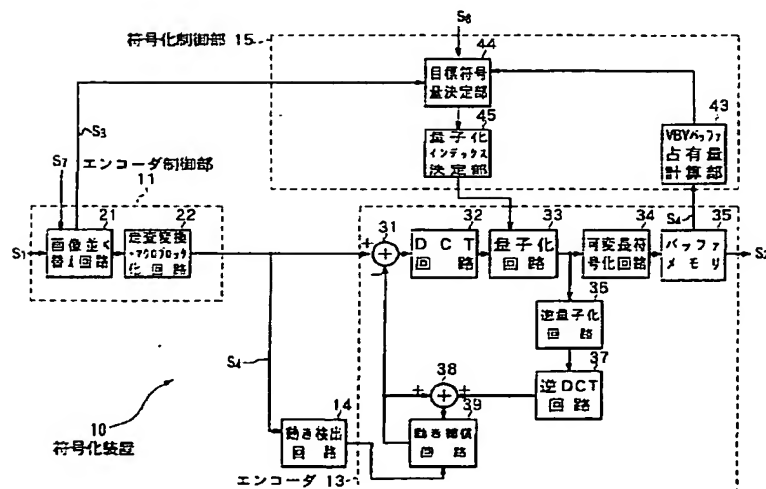 S6
符号化制御部 15
44
目標符号
量決定部
43
VBVバッファ
占有量
計算部
45
量子化
インデックス
決定部
S3
S7
エンコーダ制御部
11
S4
21
22
31
32
33
34
35
S1
画像並べ
替え回路
走査変換
・マクロブロック
化回路
+
−
DCT
回路
量子化
回路
可変長符
号化回路
バッファ
メモリ
S2
36
逆量子化
回路
37
逆DCT
回路
S4
38
+
+
39
14
動き検出
回路
動き補償
回路
10
符号化装置
エンコーダ 13